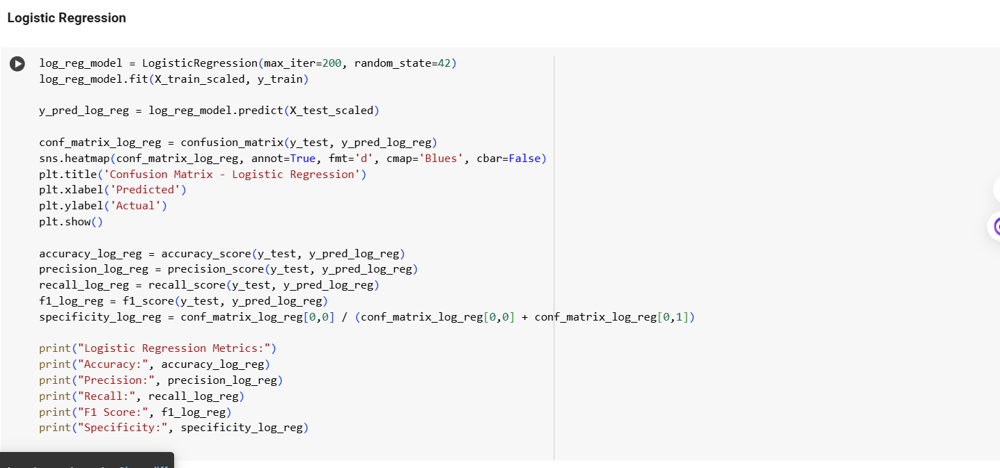 Logistic Regression
log_reg_model = LogisticRegression(max_iter=200, random_state=42)
log_reg_model.fit(X_train_scaled, y_train)
y_pred_log_reg = log_reg_model.predict(X_test_scaled)
conf_matrix_log_reg = confusion_matrix(y_test, y_pred_log_reg)
sns.heatmap(conf_matrix_log_reg, annot=True, fmt='d', cmap='Blues', cbar=False)
plt.title('Confusion Matrix - Logistic Regression')
plt.xlabel('Predicted')
plt.ylabel('Actual')
plt.show()
accuracy_log_reg = accuracy_score(y_test, y_pred_log_reg)
precision_log_reg = precision_score(y_test, y_pred_log_reg)
recall_log_reg = recall_score(y_test, y_pred_log_reg)
f1_log_reg = f1_score(y_test, y_pred_log_reg)
specificity_log_reg = conf_matrix_log_reg[0,0] / (conf_matrix_log_reg[0,0] + conf_matrix_log_reg[0,1])
print("Logistic Regression Metrics:")
print("Accuracy:", accuracy_log_reg)
print("Precision:", precision_log_reg)
print("Recall:", recall_log_reg)
print("F1 Score:", f1_log_reg)
print("Specificity:", specificity_log_reg)